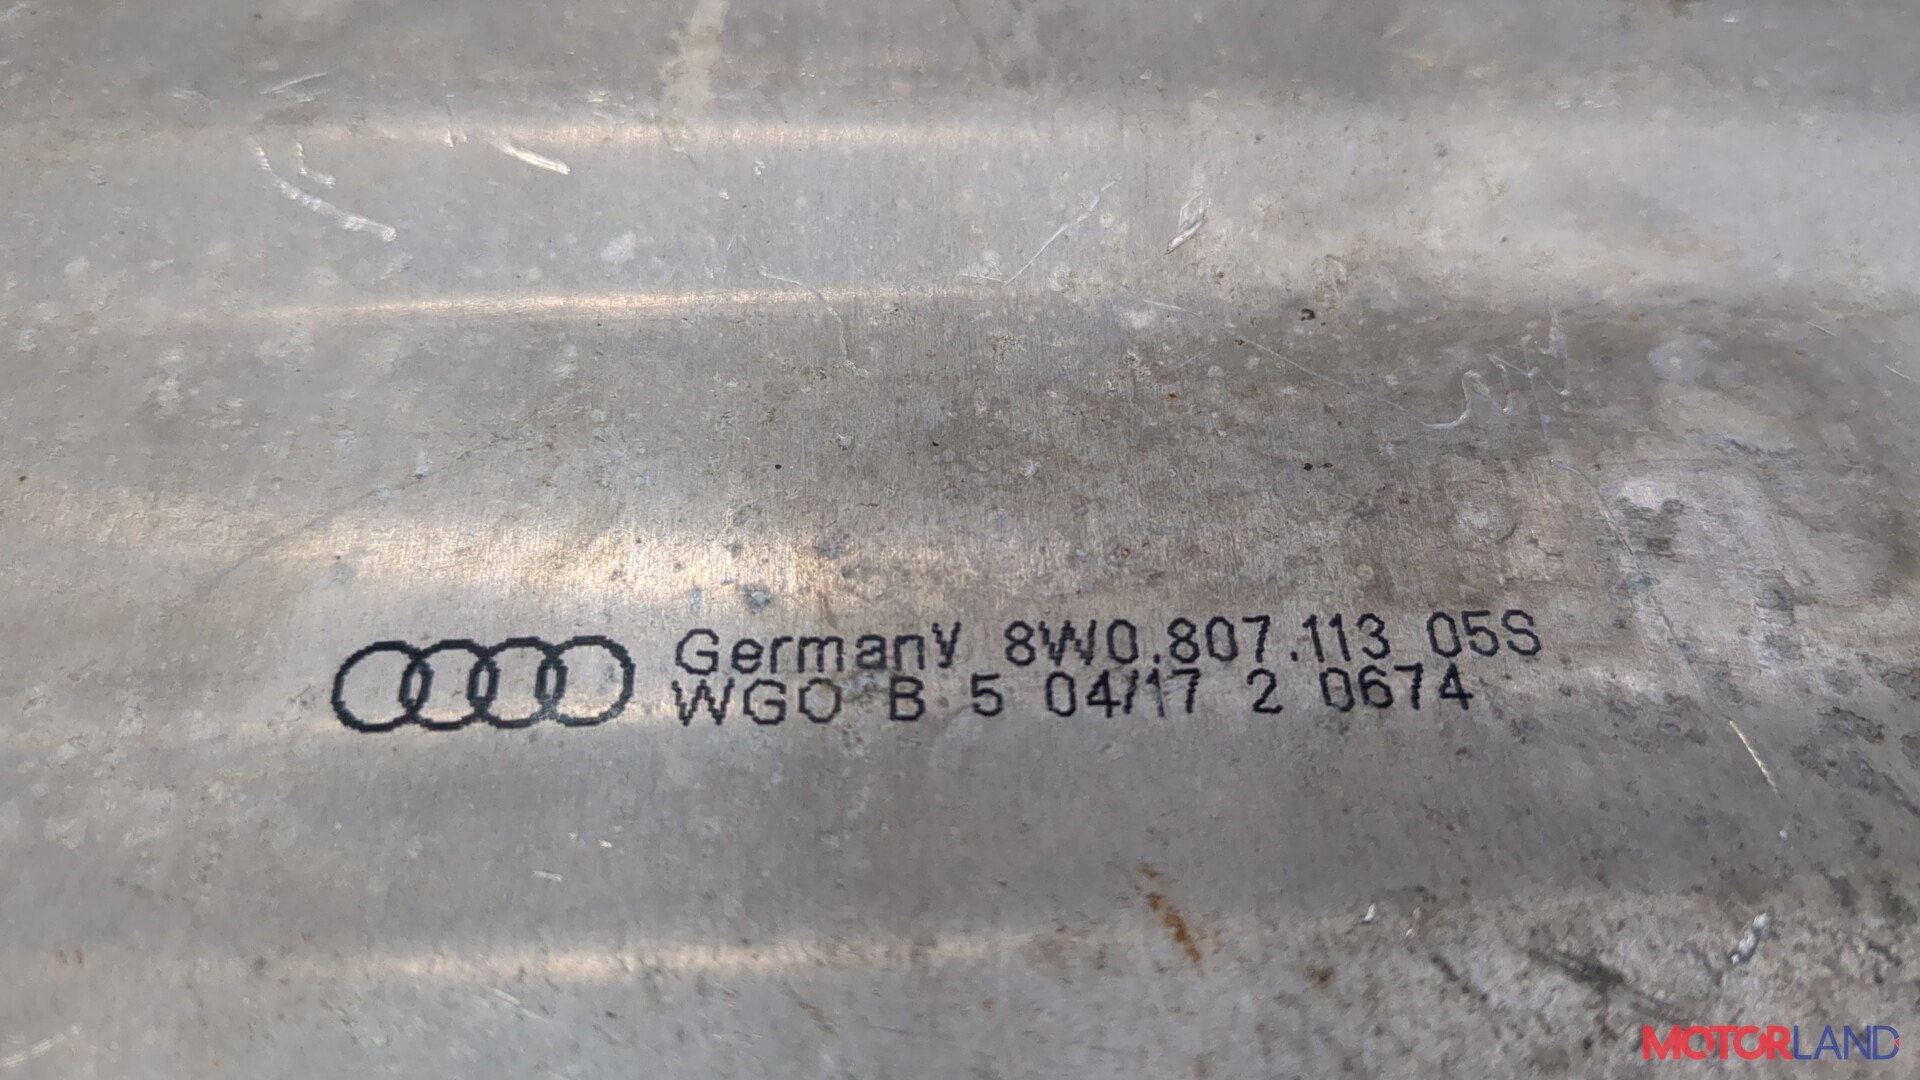 Germany 8W0.807.113 05S
WGO B 5 04/17 2 0674
MOTORLAND